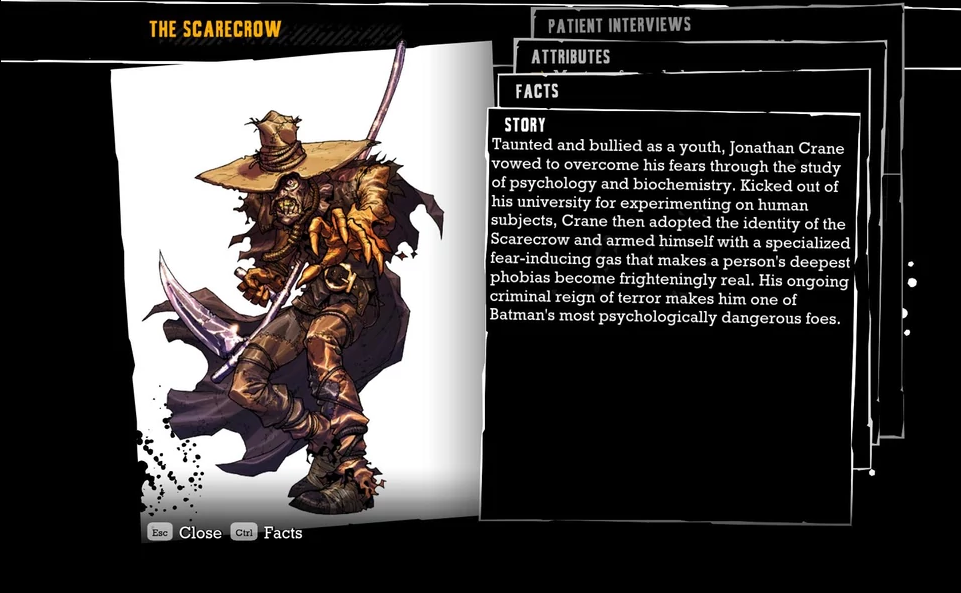 THE SCARECROW
PATIENT INTERVIEWS
ATTRIBUTES
FACTS
STORY
Taunted and bullied as a youth, Jonathan Crane
vowed to overcome his fears through the study
of psychology and biochemistry. Kicked out of
his university for experimenting on human
subjects, Crane then adopted the identity of the
Scarecrow and armed himself with a specialized
fear-inducing gas that makes a person's deepest
phobias become frighteningly real. His ongoing
criminal reign of terror makes him one of
Batman's most psychologically dangerous foes.
Esc Close Ctrl Facts